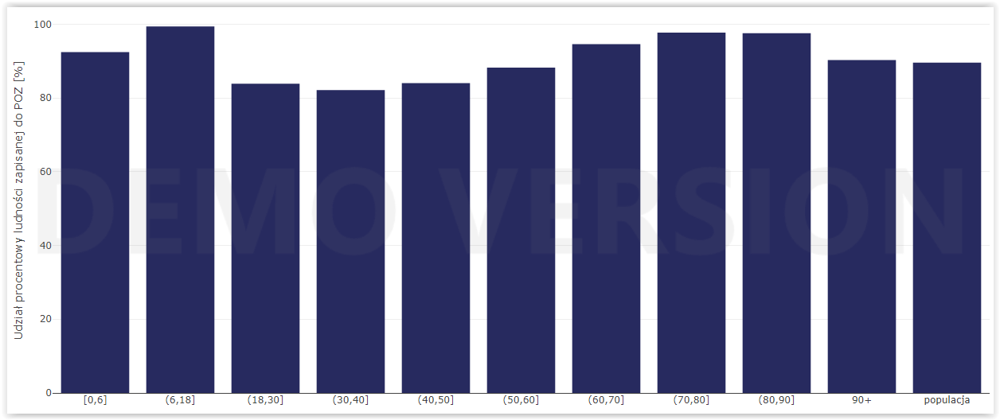 Udział procentowy ludności zapisanej do POZ [%]
100
80
60
40
20
0
[0,6] (6,18] (18,30] (30,40] (40,50] (50,60] (60,70] (70,80] (80,90] 90+ populacja
DEMO VERSION